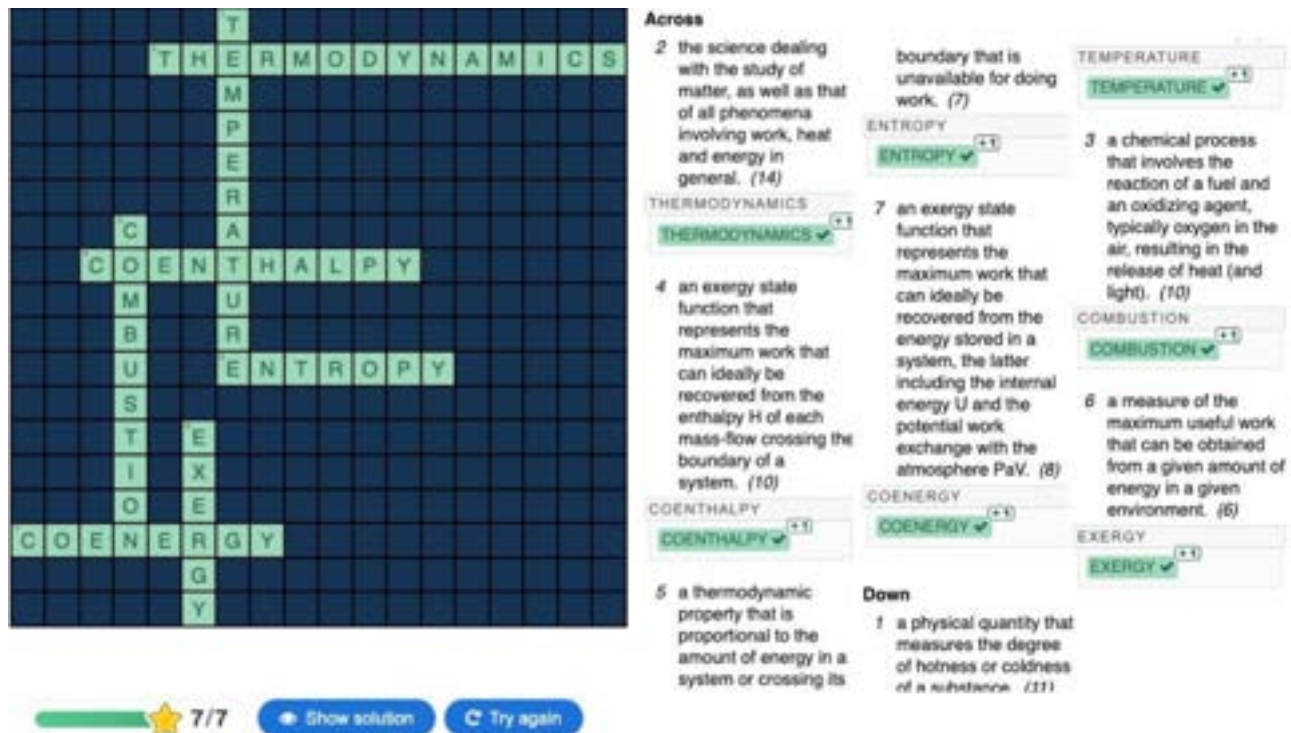 T
THERMODYNAMICS
M
P
E
R
C A
COENTHALPY
M U
B R
U ENTROPY
S
T E
I X
O E
COENERGY
G
Y
7/7
Show solution
Try again
Across
2 the science dealing
with the study of
matter, as well as that
of all phenomena
involving work, heat
and energy in
general. (14)
THERMODYNAMICS
+1
THERMODYNAMICS ✔
4 an exergy state
function that
represents the
maximum work that
can ideally be
recovered from the
enthalpy H of each
mass-flow crossing the
boundary of a
system. (10)
COENTHALPY
+1
COENTHALPY ✔
5 a thermodynamic
property that is
proportional to the
amount of energy in a
system or crossing its
boundary that is
unavailable for doing
work. (7)
ENTROPY
+1
ENTROPY ✔
7 an exergy state
function that
represents the
maximum work that
can ideally be
recovered from the
energy stored in a
system, the latter
including the internal
energy U and the
potential work
exchange with the
atmosphere PaV. (8)
COENERGY
+1
COENERGY ✔
Down
1 a physical quantity that
measures the degree
of hotness or coldness
of a substance. (11)
TEMPERATURE
+1
TEMPERATURE ✔
3 a chemical process
that involves the
reaction of a fuel and
an oxidizing agent,
typically oxygen in the
air, resulting in the
release of heat (and
light). (10)
COMBUSTION
+1
COMBUSTION ✔
6 a measure of the
maximum useful work
that can be obtained
from a given amount of
energy in a given
environment. (6)
EXERGY
+1
EXERGY ✔